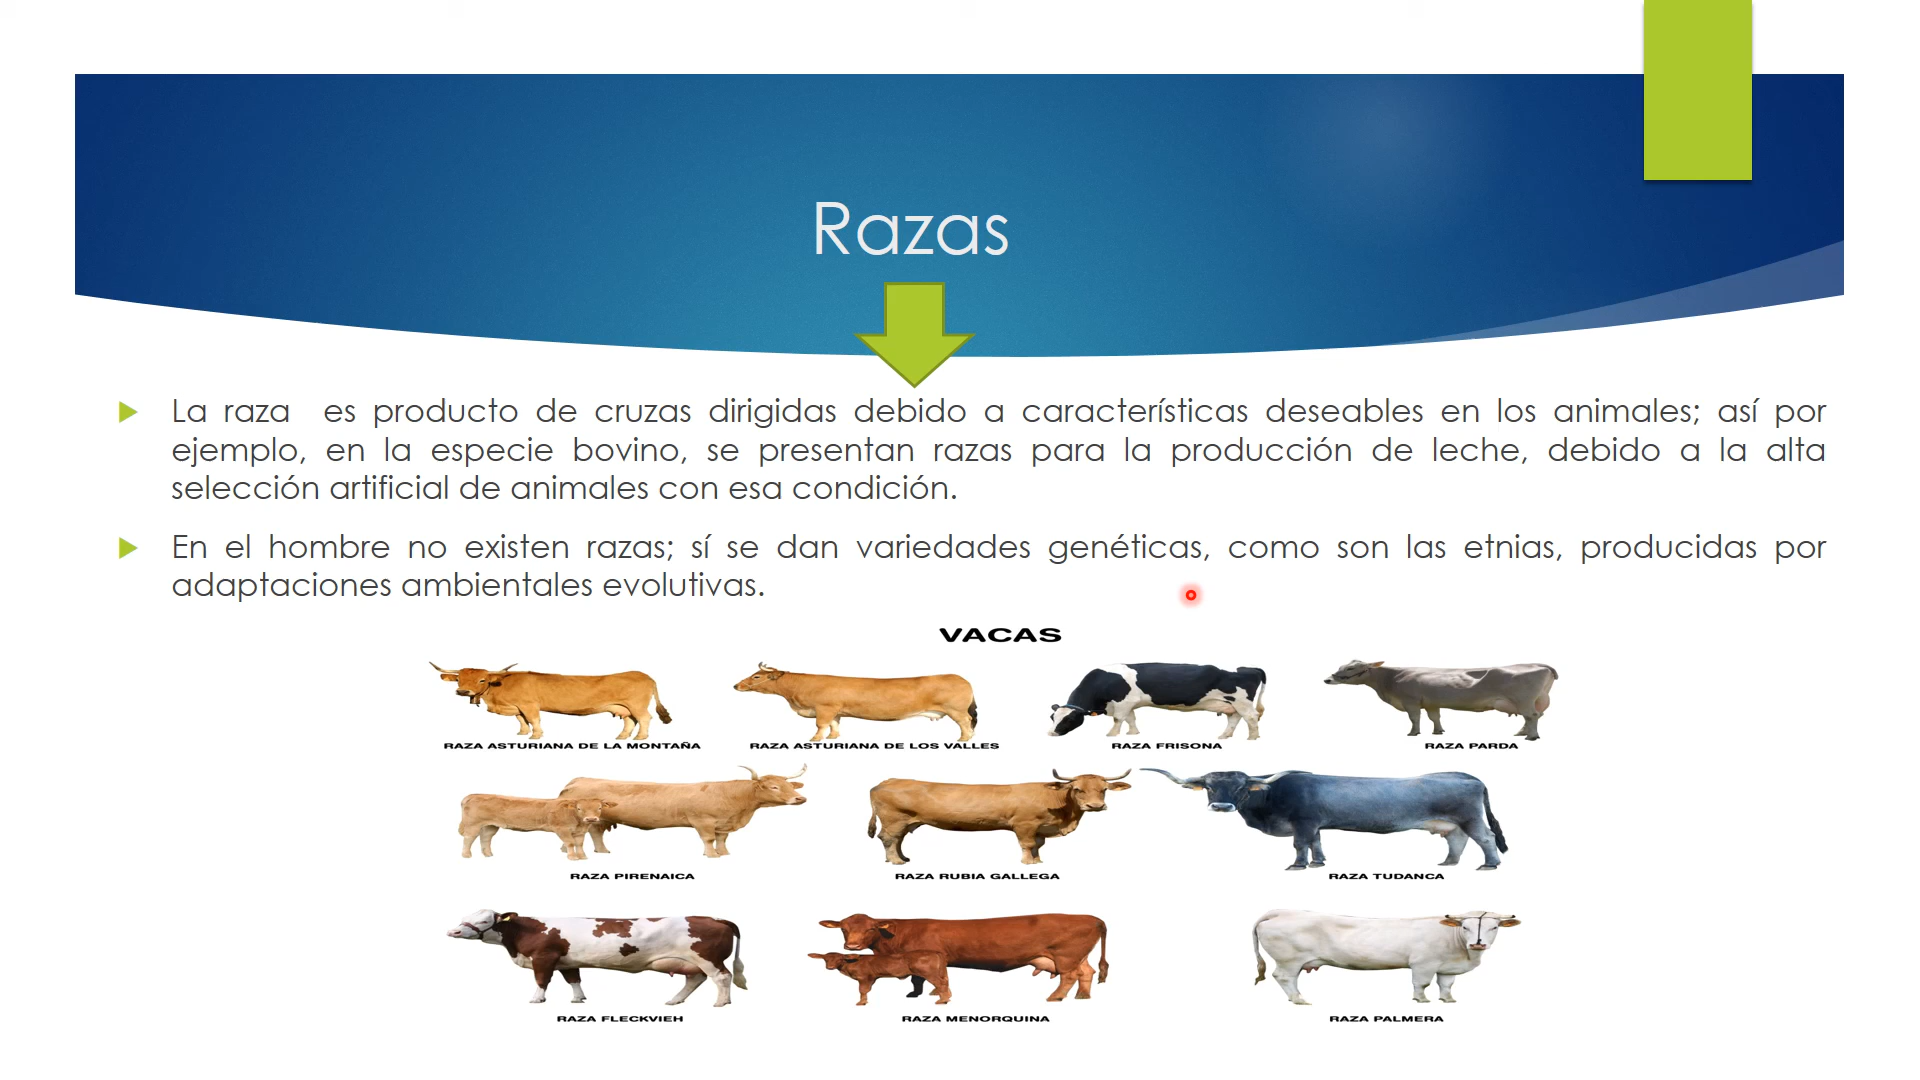 Razas
La raza es producto de cruzas dirigidas debido a características deseables en los animales; así por
ejemplo, en la especie bovino, se presentan razas para la producción de leche, debido a la alta
selección artificial de animales con esa condición.
En el hombre no existen razas; sí se dan variedades genéticas, como son las etnias, producidas por
adaptaciones ambientales evolutivas.
VACAS
RAZA ASTURIANA DE LA MONTAÑA
RAZA ASTURIANA DE LOS VALLES
RAZA FRISONA
RAZA PARDA
RAZA PIRENAICA
RAZA RUBIA GALLEGA
RAZA TUDANCA
RAZA FLECKVIEH
RAZA MENORQUINA
RAZA PALMERA